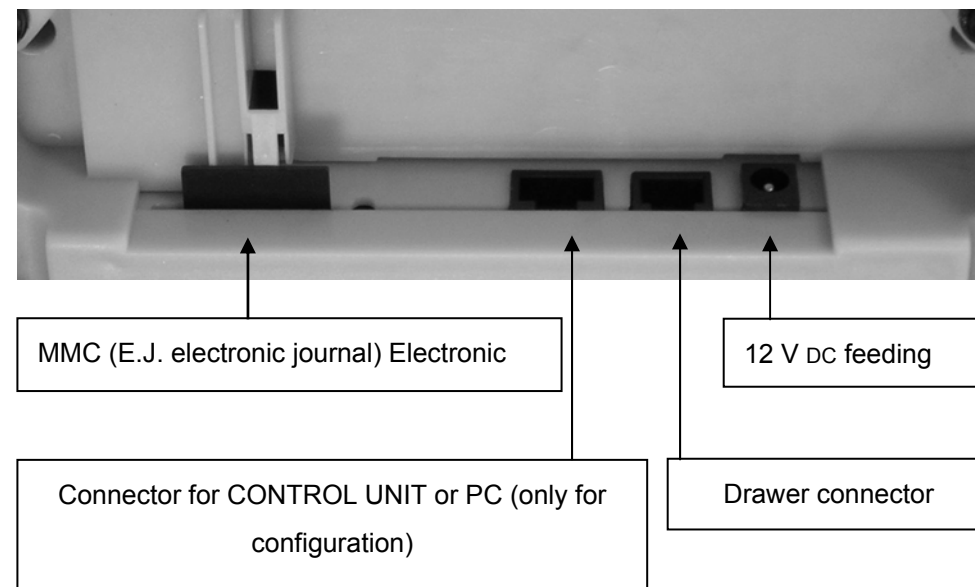 MMC (E.J. electronic journal) Electronic
12 V DC feeding
Connector for CONTROL UNIT or PC (only for
configuration)
Drawer connector